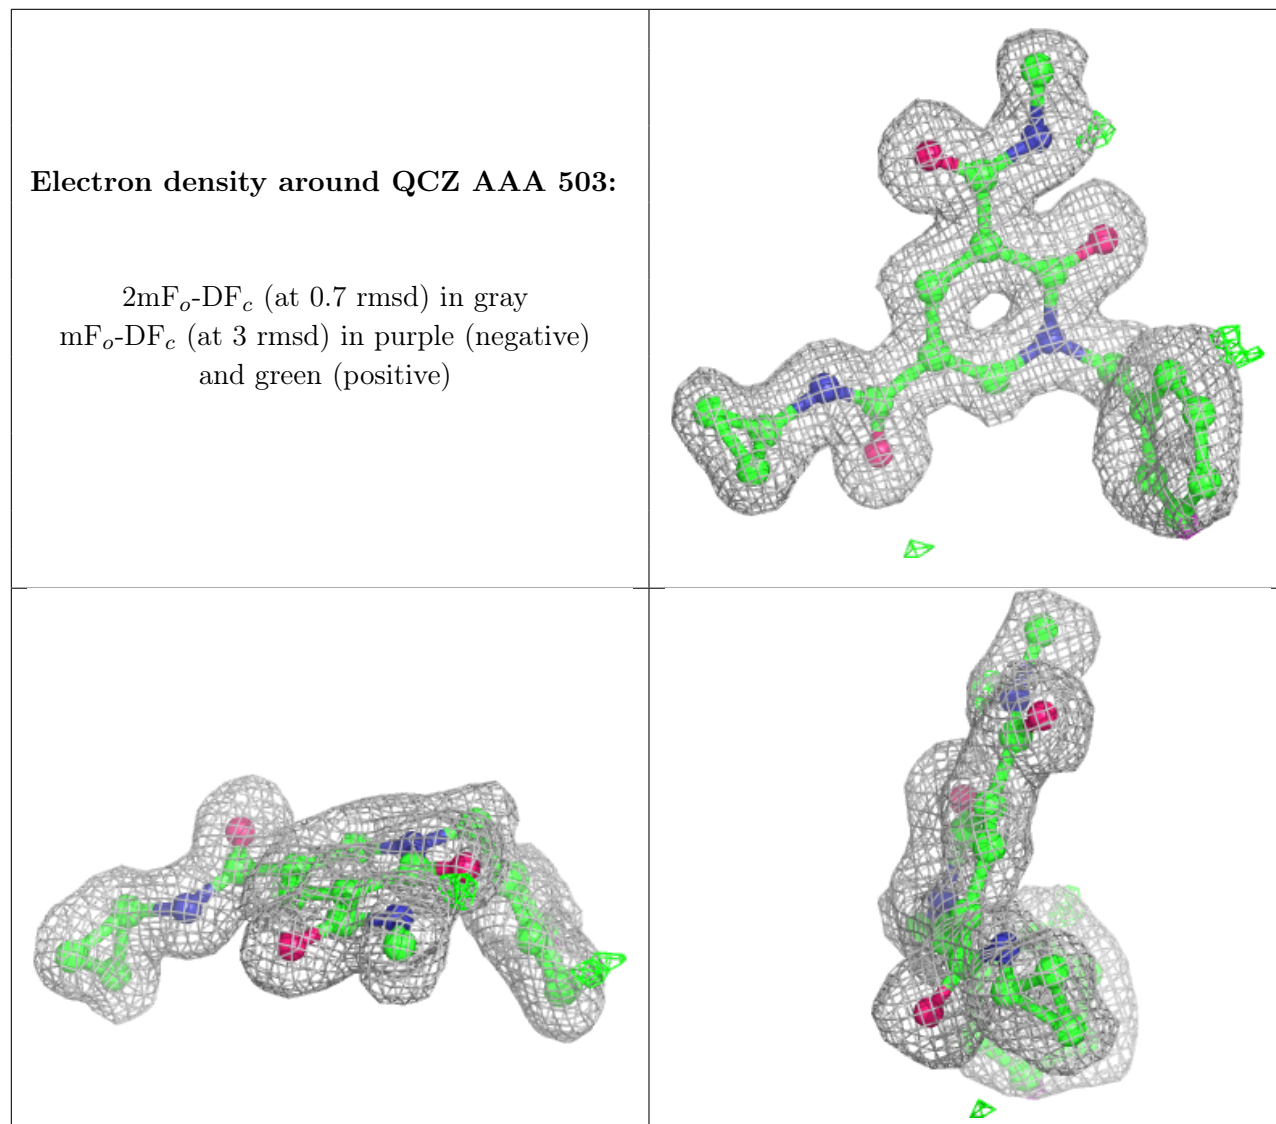 Electron density around QCZ AAA 503:
2mFₒ-DF𝒸 (at 0.7 rmsd) in gray
mFₒ-DF𝒸 (at 3 rmsd) in purple (negative)
and green (positive)